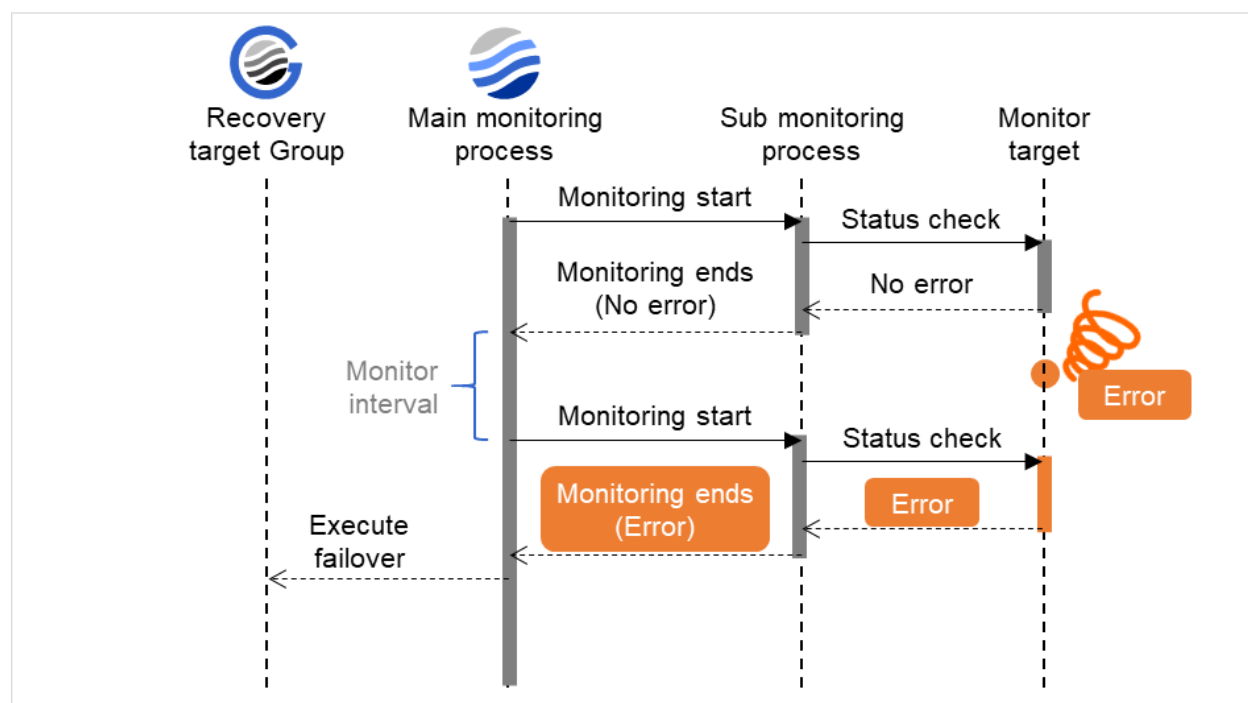 Recovery
target Group
Main monitoring
process
Sub monitoring
process
Monitor
target
Monitoring start
Status check
Monitoring ends
(No error)
No error
Monitor
interval
Error
Monitoring start
Status check
Monitoring ends
(Error)
Error
Execute
failover